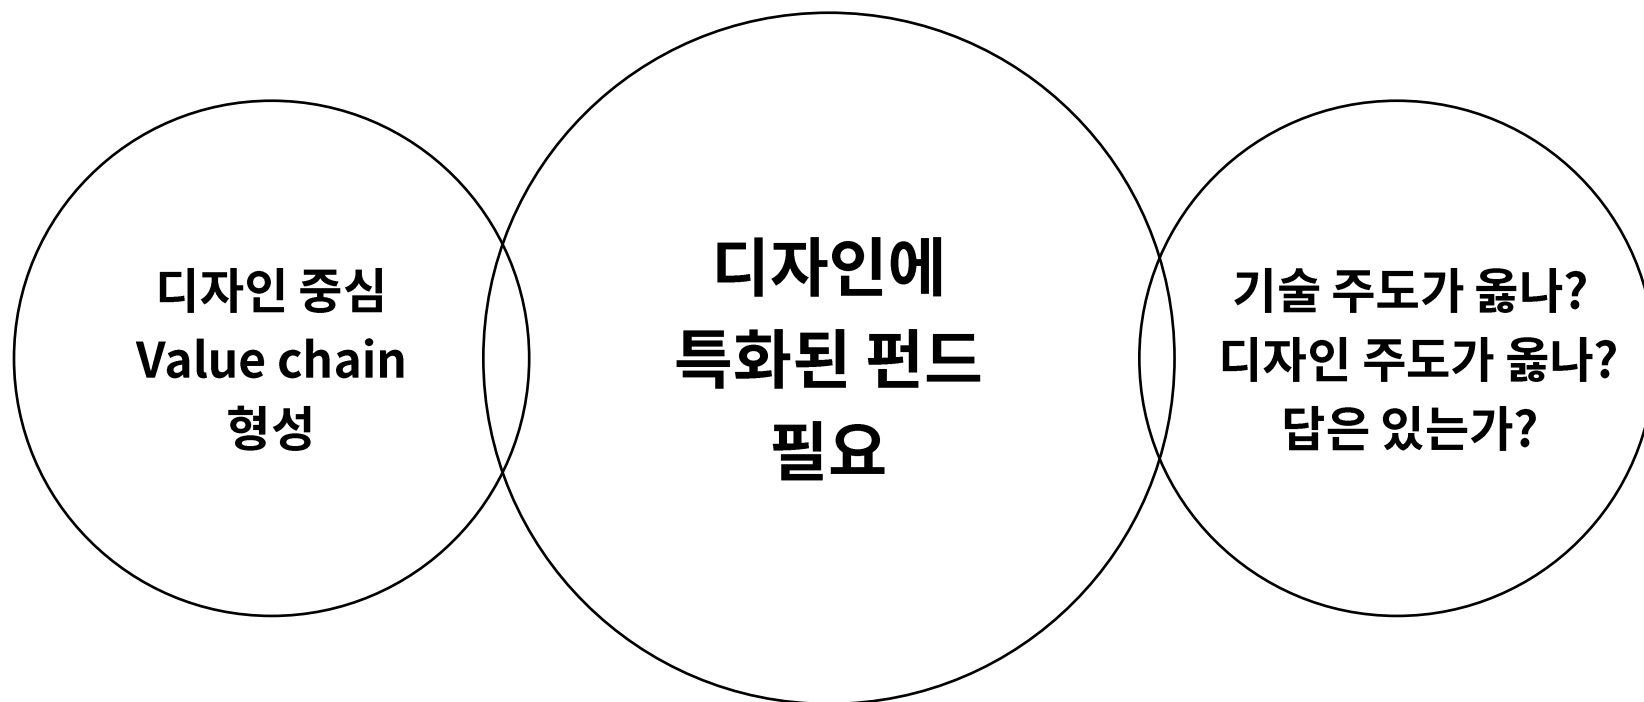 디자인 중심
Value chain
형성
디자인에
특화된 펀드
필요
기술 주도가 옳나?
디자인 주도가 옳나?
답은 있는가?